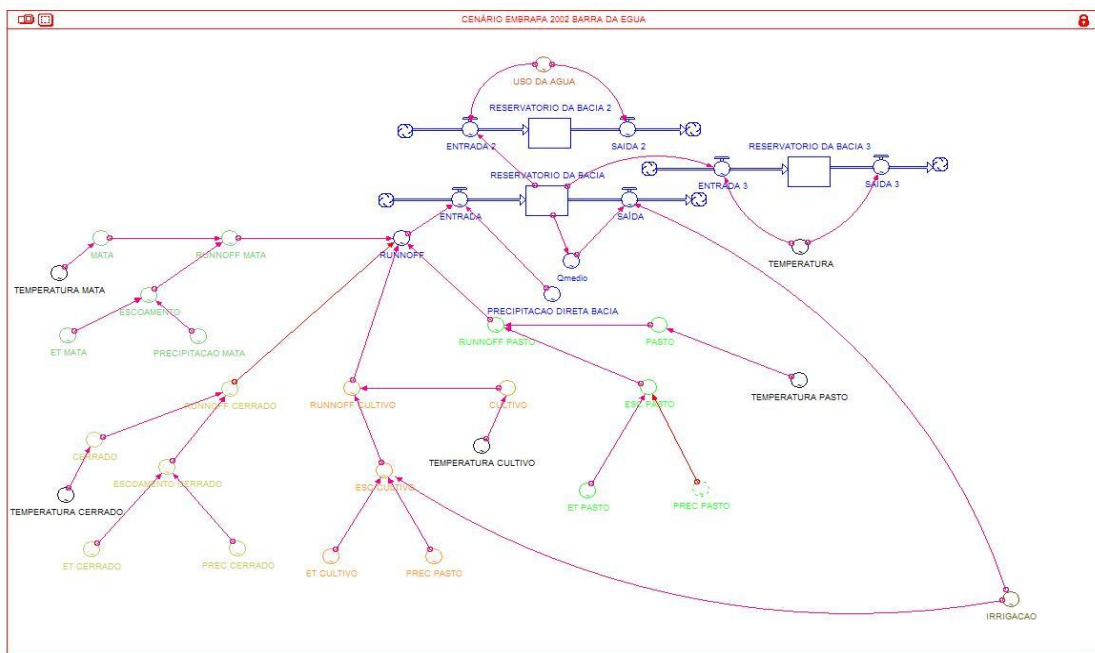 CENÁRIO EMBRAPA 2002 BARRA DA EGUA
USO DA AGUA
RESERVATORIO DA BACIA 2
ENTRADA 2
SAIDA 2
RESERVATORIO DA BACIA 3
ENTRADA 3
SAIDA 3
RESERVATORIO DA BACIA
ENTRADA
SAÍDA
RUNNOFF
MATA
RUNNOFF MATA
TEMPERATURA
Qmedio
TEMPERATURA MATA
PRECIPITACAO DIRETA BACIA
ESCOAMENTO
ET MATA
PRECIPITACAO MATA
RUNNOFF PASTO
PASTO
TEMPERATURA PASTO
RUNNOFF CERRADO
RUNNOFF CULTIVO
CULTIVO
ESC PASTO
CERRADO
TEMPERATURA CULTIVO
ESCOAMENTO CERRADO
ESC CULTIVO
TEMPERATURA CERRADO
ET PASTO
PREC PASTO
ET CERRADO
PREC CERRADO
ET CULTIVO
PREC PASTO
IRRIGACAO